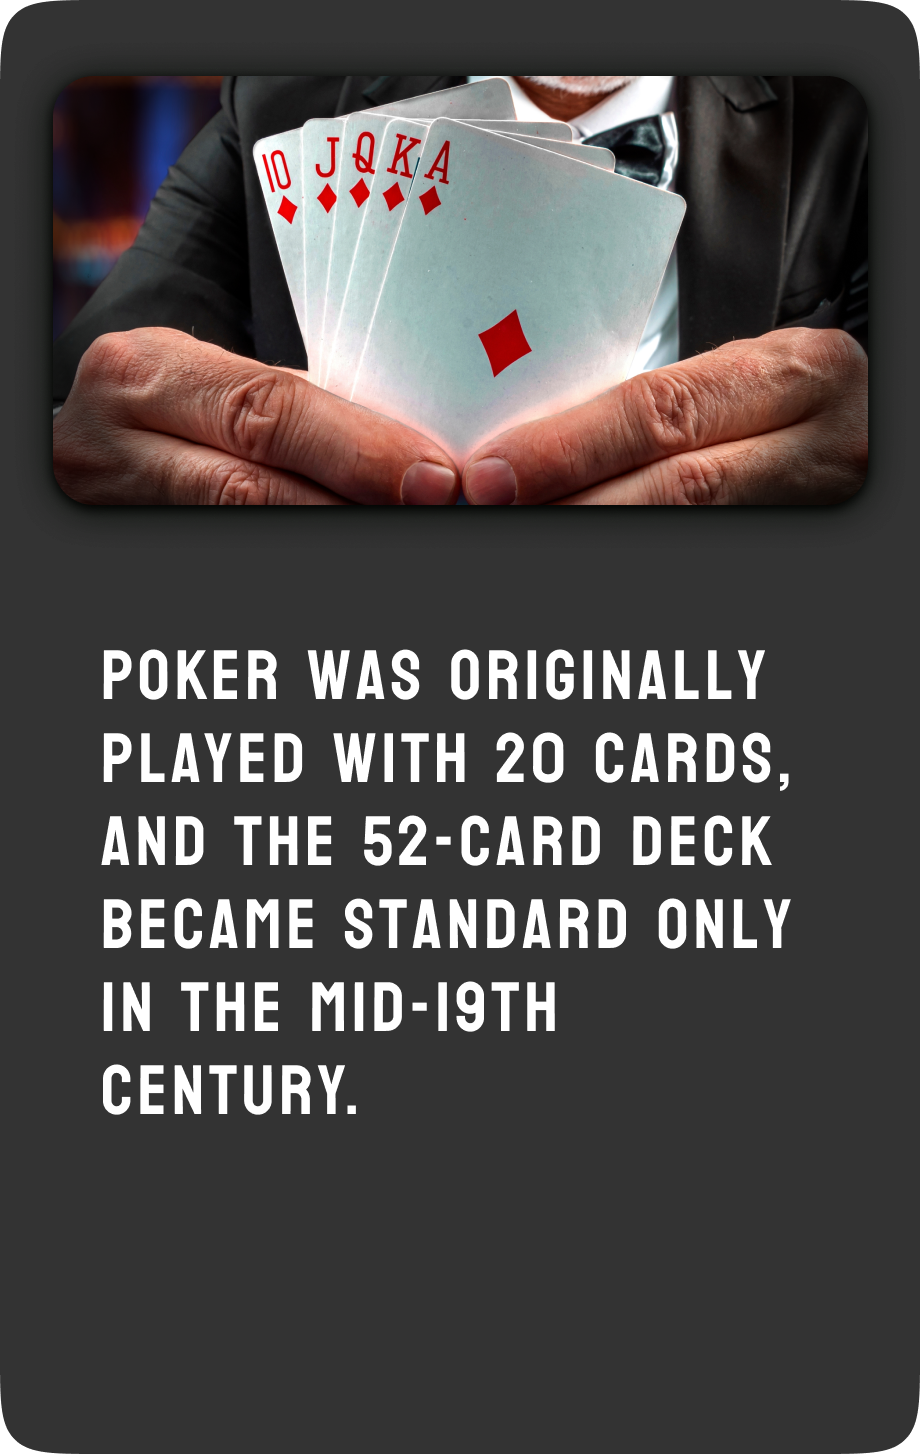 10 J Q K A
POKER WAS ORIGINALLY
PLAYED WITH 20 CARDS,
AND THE 52-CARD DECK
BECAME STANDARD ONLY
IN THE MID-19TH
CENTURY.